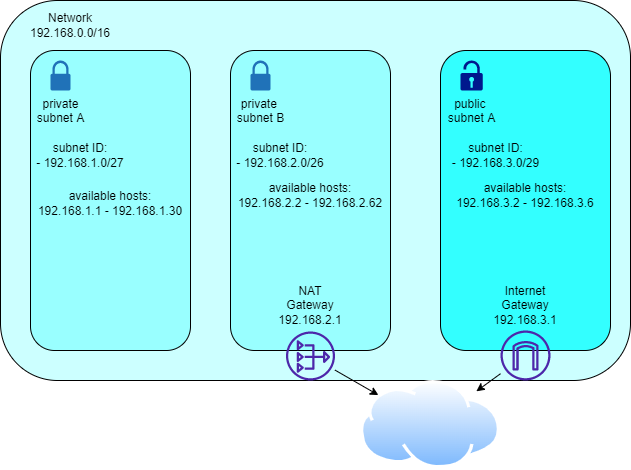 Network
192.168.0.0/16
private
subnet A
subnet ID:
- 192.168.1.0/27
available hosts:
192.168.1.1 - 192.168.1.30
private
subnet B
subnet ID:
- 192.168.2.0/26
available hosts:
192.168.2.2 - 192.168.2.62
NAT
Gateway
192.168.2.1
public
subnet A
subnet ID:
- 192.168.3.0/29
available hosts:
192.168.3.2 - 192.168.3.6
Internet
Gateway
192.168.3.1